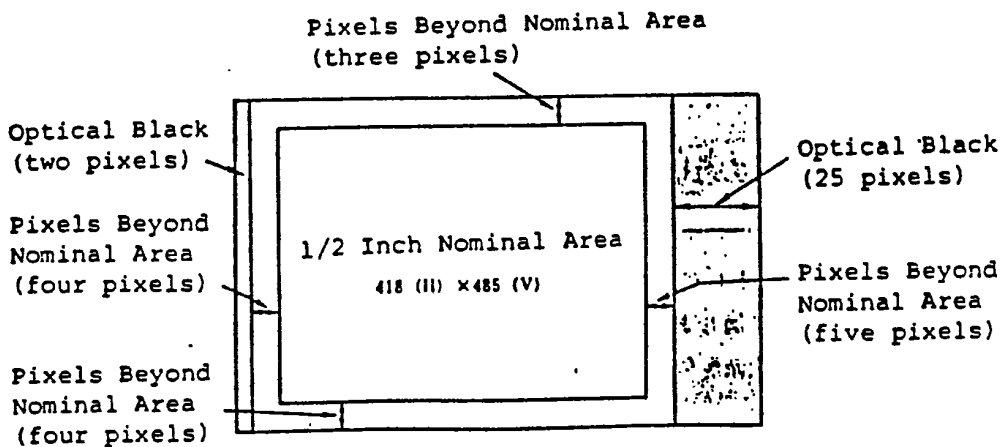 Pixels Beyond Nominal Area
(three pixels)
Optical Black
(two pixels)
Optical Black
(25 pixels)
Pixels Beyond
Nominal Area
(four pixels)
1/2 Inch Nominal Area
418 (H) ×485 (V)
Pixels Beyond
Nominal Area
(five pixels)
Pixels Beyond
Nominal Area
(four pixels)